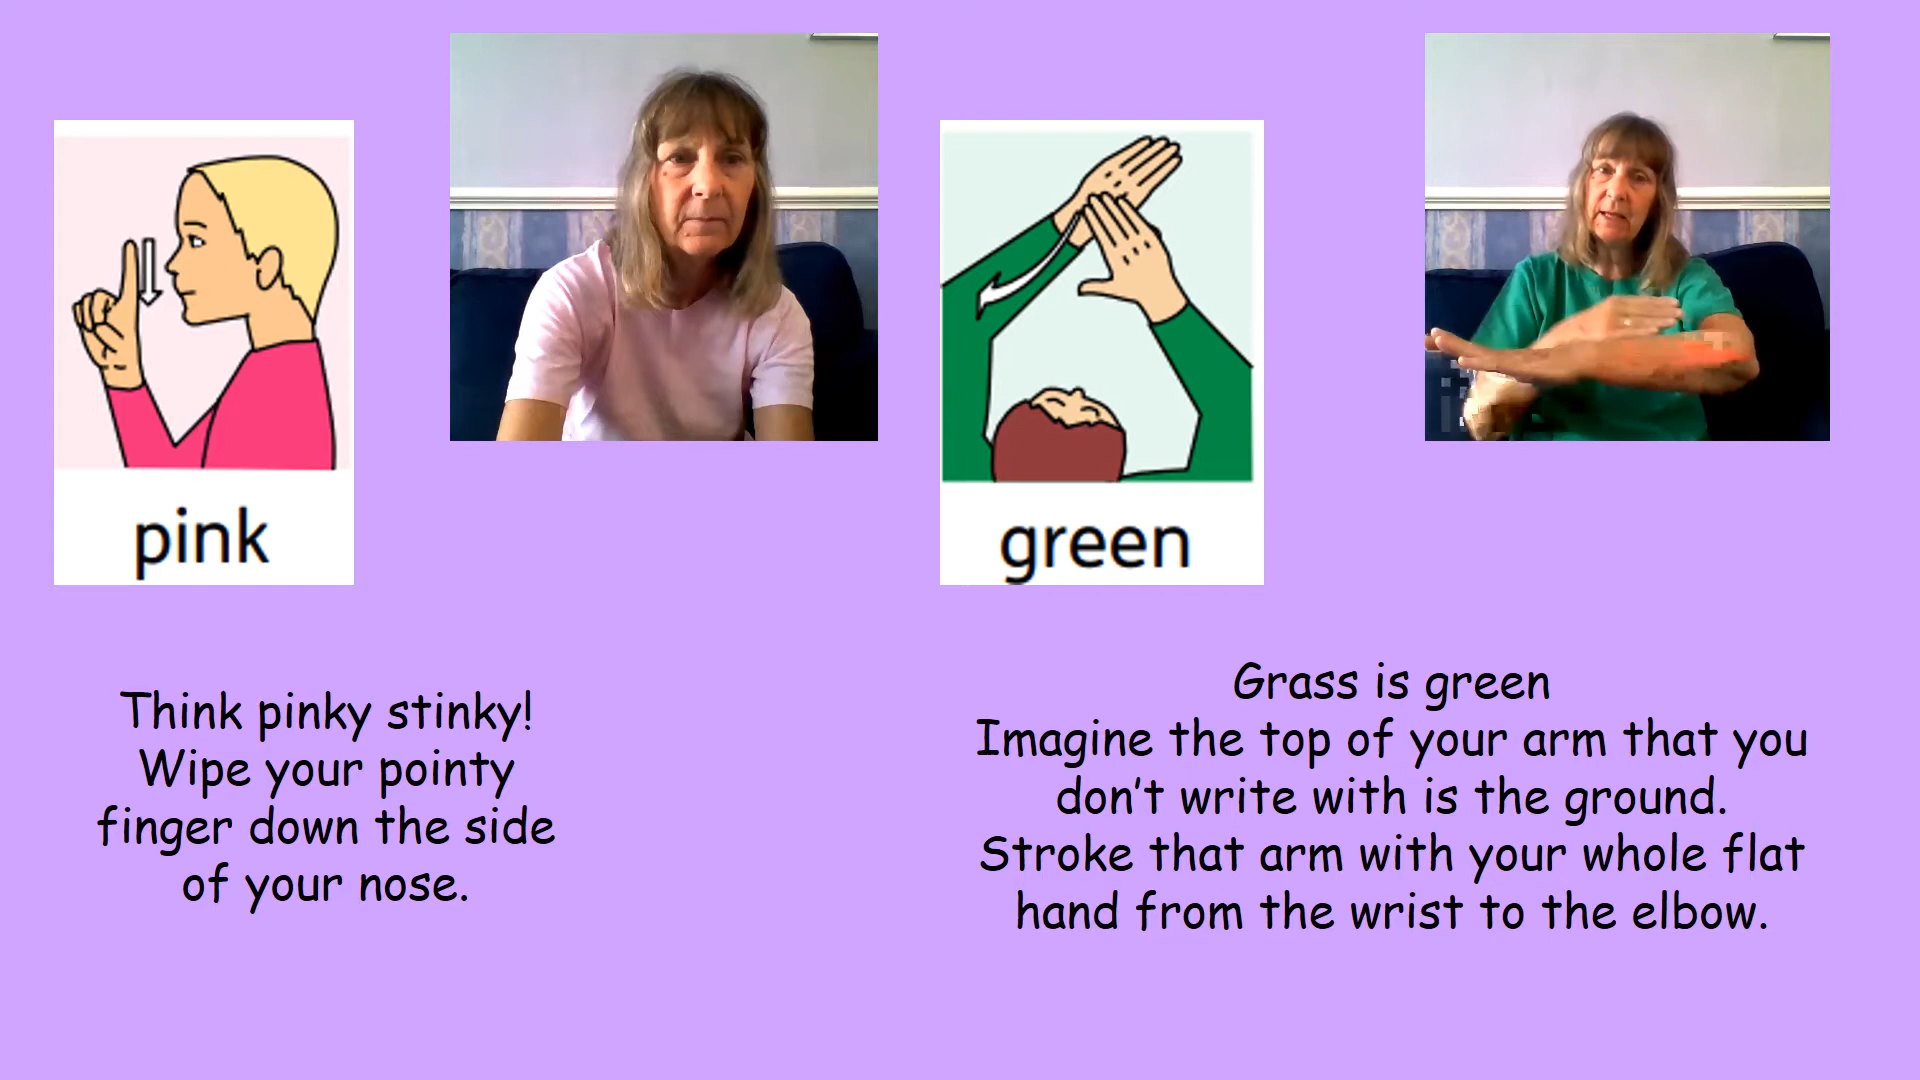 pink
green
Think pinky stinky!
Wipe your pointy
finger down the side
of your nose.
Grass is green
Imagine the top of your arm that you
don't write with is the ground.
Stroke that arm with your whole flat
hand from the wrist to the elbow.